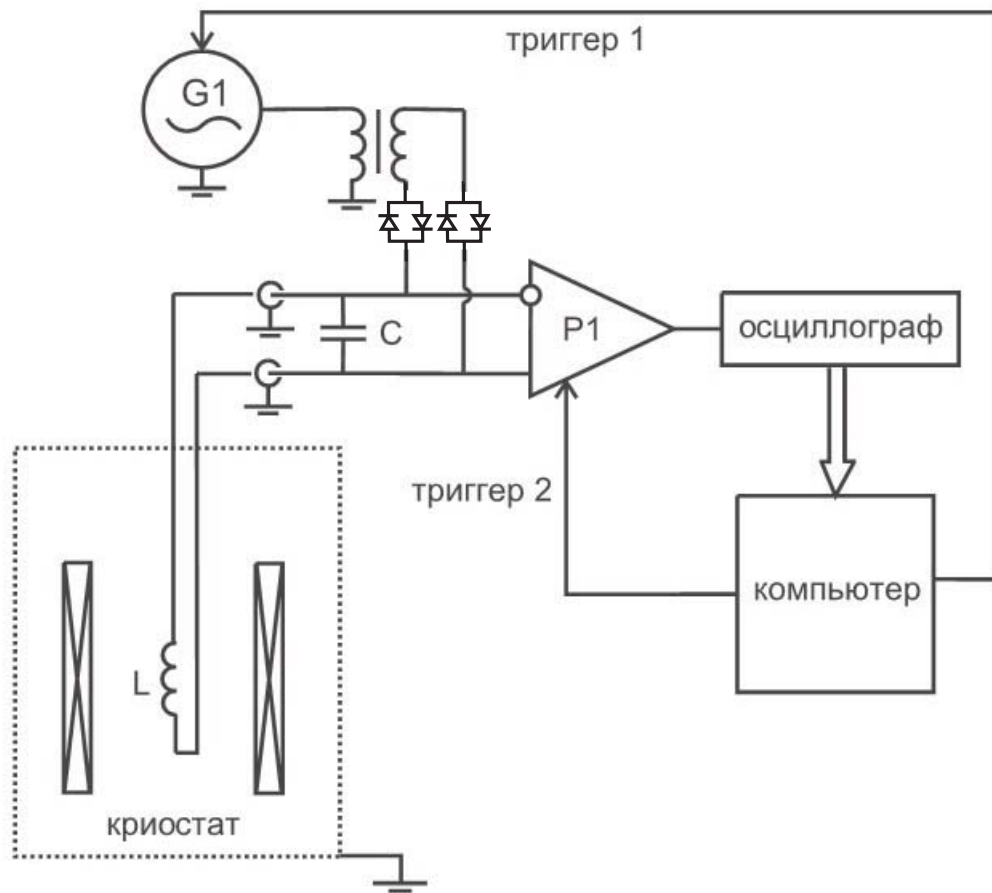 триггер 1
G1
C
P1
осциллограф
триггер 2
компьютер
L
криостат